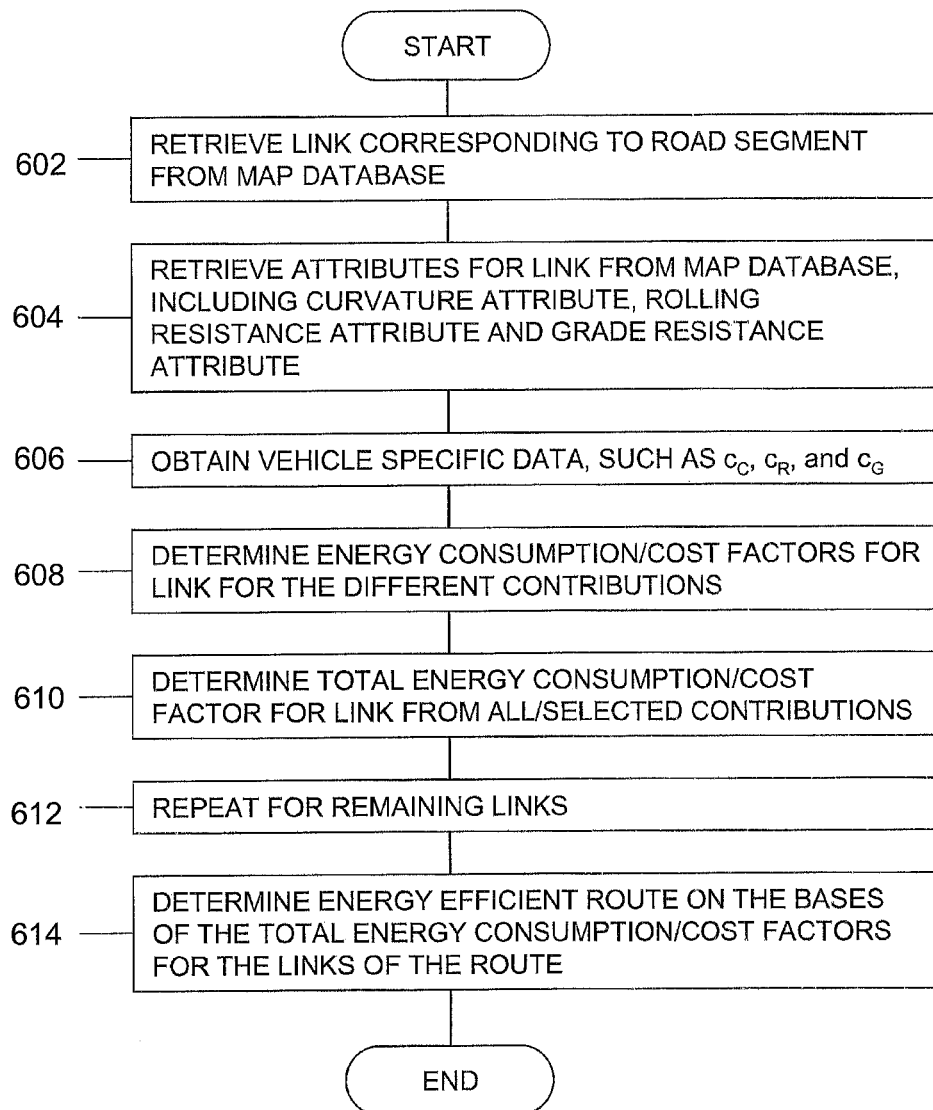 START
602
RETRIEVE LINK CORRESPONDING TO ROAD SEGMENT
FROM MAP DATABASE
604
RETRIEVE ATTRIBUTES FOR LINK FROM MAP DATABASE,
INCLUDING CURVATURE ATTRIBUTE, ROLLING
RESISTANCE ATTRIBUTE AND GRADE RESISTANCE
ATTRIBUTE
606
OBTAIN VEHICLE SPECIFIC DATA, SUCH AS c_C, c_R, and c_G
608
DETERMINE ENERGY CONSUMPTION/COST FACTORS FOR
LINK FOR THE DIFFERENT CONTRIBUTIONS
610
DETERMINE TOTAL ENERGY CONSUMPTION/COST
FACTOR FOR LINK FROM ALL/SELECTED CONTRIBUTIONS
612
REPEAT FOR REMAINING LINKS
614
DETERMINE ENERGY EFFICIENT ROUTE ON THE BASES
OF THE TOTAL ENERGY CONSUMPTION/COST FACTORS
FOR THE LINKS OF THE ROUTE
END